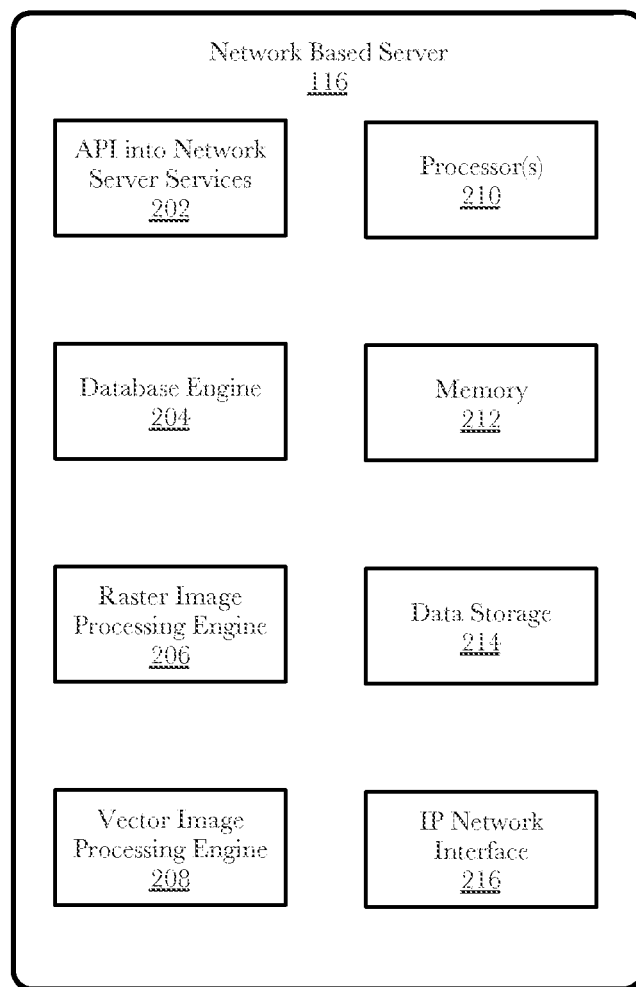 Network Based Server
116
API into Network
Server Services
202
Processor(s)
210
Database Engine
204
Memory
212
Raster Image
Processing Engine
206
Data Storage
214
Vector Image
Processing Engine
208
IP Network
Interface
216